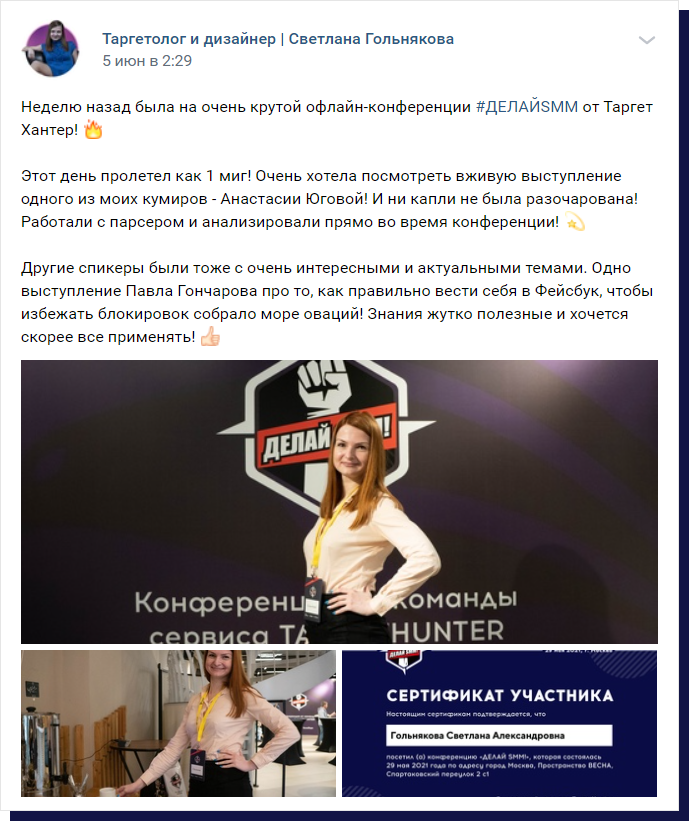 Таргетолог и дизайнер | Светлана Гольнякова
5 июн в 2:29
Неделю назад была на очень крутой офлайн-конференции #ДЕЛАЙSMM от Таргет
Хантер! 🔥
Этот день пролетел как 1 миг! Очень хотела посмотреть вживую выступление
одного из моих кумиров - Анастасии Юговой! И ни капли не была разочарована!
Работали с парсером и анализировали прямо во время конференции! 💫
Другие спикеры были тоже с очень интересными и актуальными темами. Одно
выступление Павла Гончарова про то, как правильно вести себя в Фейсбук, чтобы
избежать блокировок собрало море оваций! Знания жутко полезные и хочется
скорее все применять! 👍🏻
ДЕЛАЙ
Конференци оманды
сервиса TA HUNTER
ДЕЛАЙ SMM!
29 мая 2021, г. Москва
СЕРТИФИКАТ УЧАСТНИКА
Настоящим сертификатом подтверждается, что
Гольнякова Светлана Александровна
посетил (а) конференцию «ДЕЛАЙ SMM!», которая состоялась
29 мая 2021 года по адресу город Москва, Пространство ВЕСНА,
Спартаковский переулок 2 с1